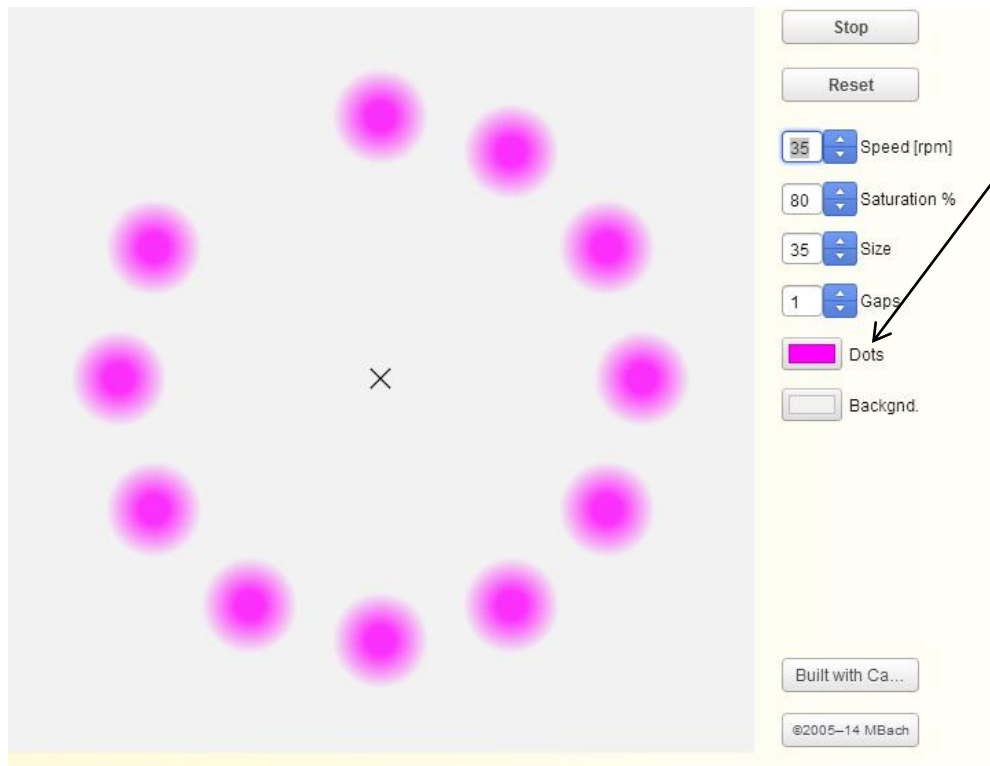 Stop
Reset
35 Speed [rpm]
80 Saturation %
35 Size
1 Gaps
Dots
Backgnd.
Built with Ca...
©2005–14 MBach